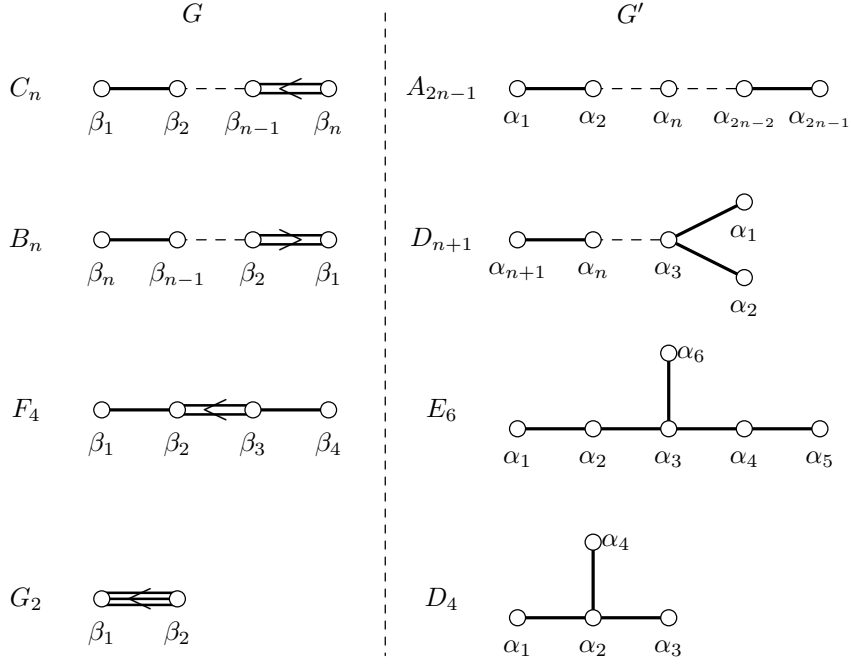 G G′
C_n A_{2n−1}
β_1 β_2 β_{n−1} β_n α_1 α_2 α_n α_{2n−2} α_{2n−1}
α_1
B_n D_{n+1}
β_n β_{n−1} β_2 β_1 α_{n+1} α_n α_3
α_2
α_6
F_4 E_6
β_1 β_2 β_3 β_4 α_1 α_2 α_3 α_4 α_5
α_4
G_2 D_4
β_1 β_2 α_1 α_2 α_3